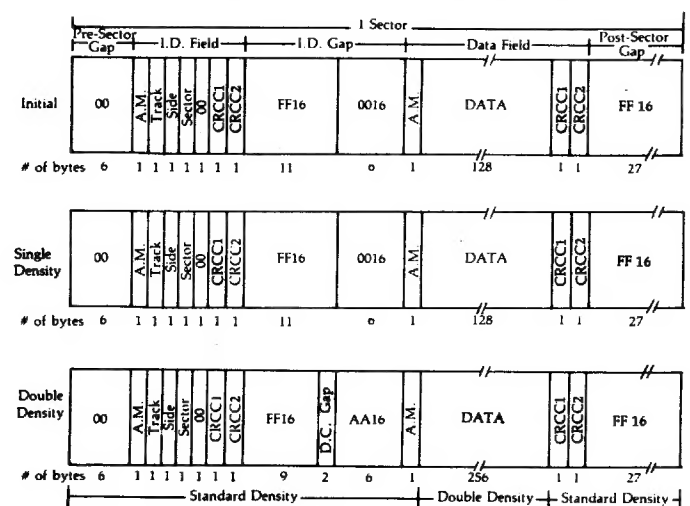 1 Sector
Pre-Sector Gap I.D. Field I.D. Gap Data Field Post-Sector Gap
Initial 00 A.M. Track Side Sector 00 CRCC1 CRCC2 FF16 0016 A.M. DATA CRCC1 CRCC2 FF 16
# of bytes 6 1 1 1 1 1 1 1 11 o 1 128 1 1 27
Single Density 00 A.M. Track Side Sector 00 CRCC1 CRCC2 FF16 0016 A.M. DATA CRCC1 CRCC2 FF 16
# of bytes 6 1 1 1 1 1 1 1 11 o 1 128 1 1 27
Double Density 00 A.M. Track Side Sector 00 CRCC1 CRCC2 FF16 D.C. Gap AA16 A.M. DATA CRCC1 CRCC2 FF 16
# of bytes 6 1 1 1 1 1 1 1 9 2 6 1 256 1 1 27
Standard Density Double Density Standard Density